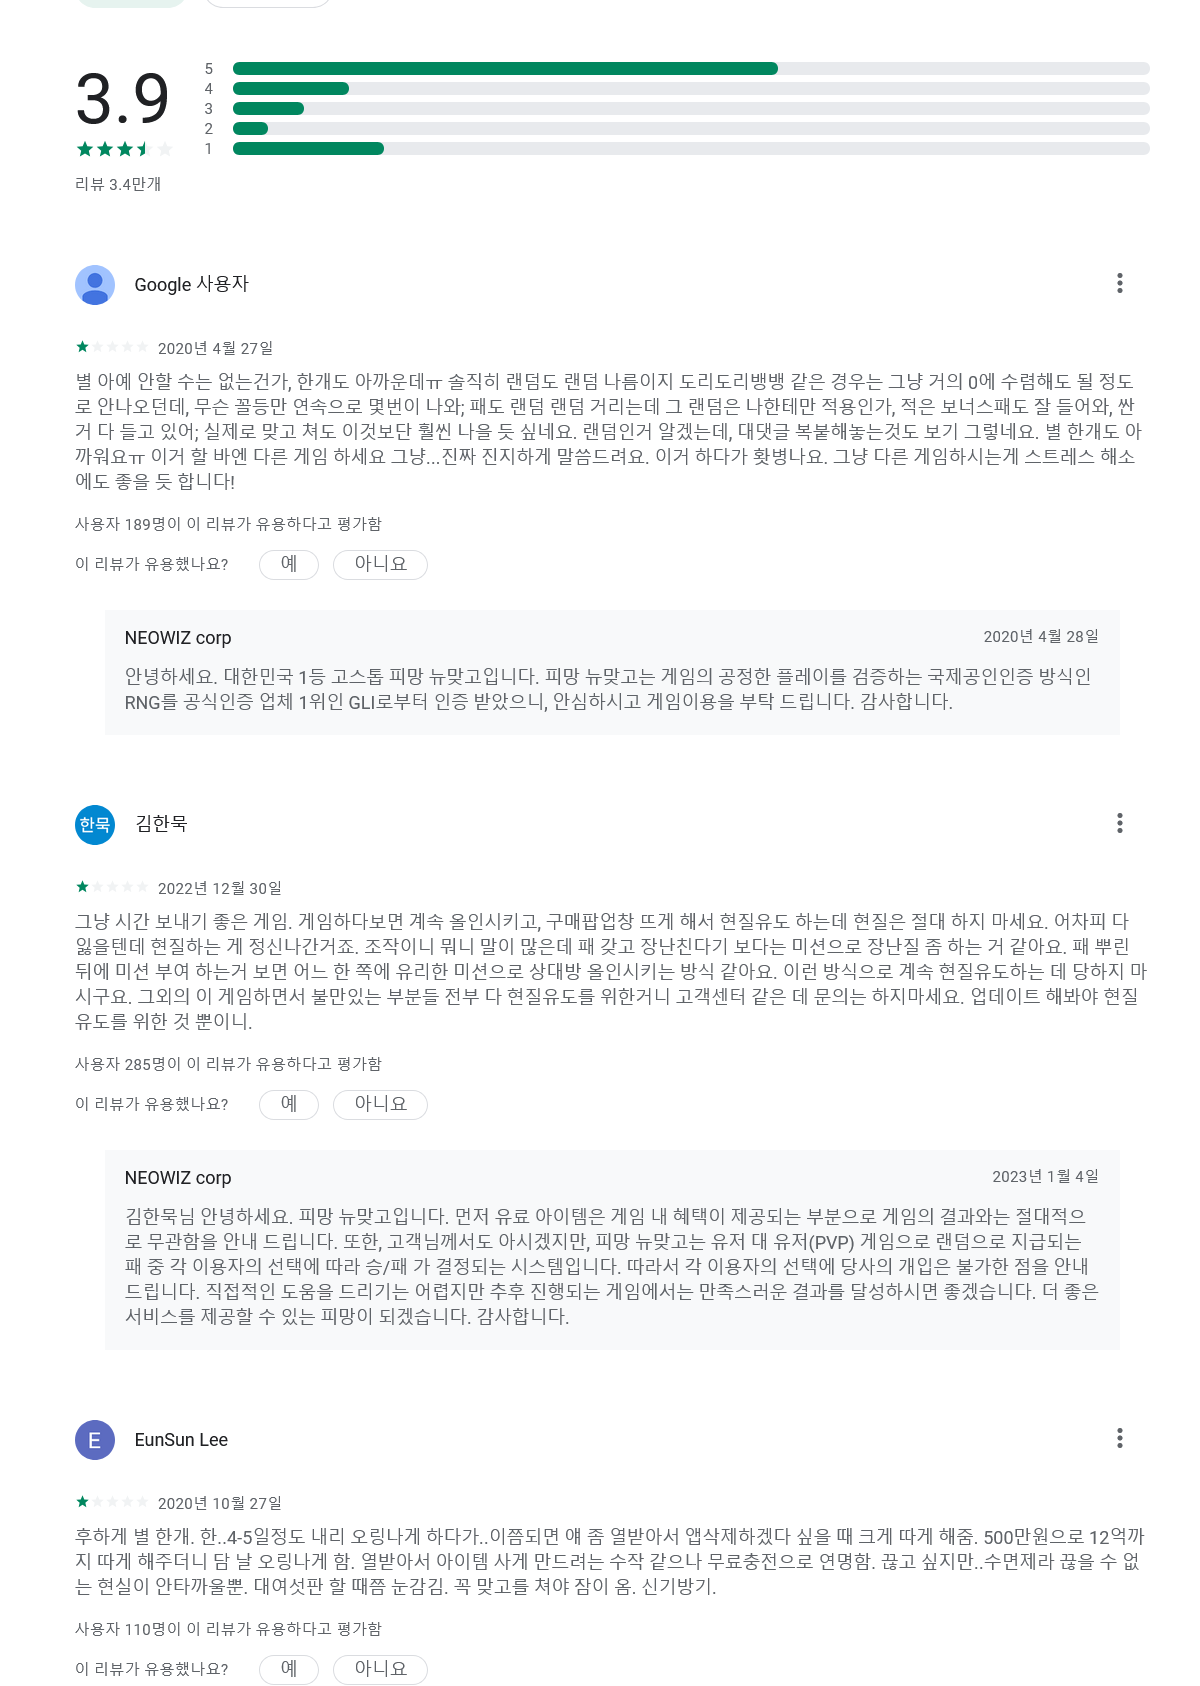 3.9
5
4
3
2
1
리뷰 3.4만개
Google 사용자
2020년 4월 27일
별 아예 안할 수는 없는건가, 한개도 아까운데ㅠ 솔직히 랜덤도 랜덤 나름이지 도리도리뱅뱅 같은 경우는 그냥 거의 0에 수렴해도 될 정도
로 안나오던데, 무슨 꼴등만 연속으로 몇번이 나와; 패도 랜덤 랜덤 거리는데 그 랜덤은 나한테만 적용인가, 적은 보너스패도 잘 들어와, 싼
거 다 들고 있어; 실제로 맞고 쳐도 이것보단 훨씬 나을 듯 싶네요. 랜덤인거 알겠는데, 대댓글 복붙해놓는것도 보기 그렇네요. 별 한개도 아
까워요ㅠ 이거 할 바엔 다른 게임 하세요 그냥...진짜 진지하게 말씀드려요. 이거 하다가 홧병나요. 그냥 다른 게임하시는게 스트레스 해소
에도 좋을 듯 합니다!
사용자 189명이 이 리뷰가 유용하다고 평가함
이 리뷰가 유용했나요?
예
아니요
NEOWIZ corp
2020년 4월 28일
안녕하세요. 대한민국 1등 고스톱 피망 뉴맞고입니다. 피망 뉴맞고는 게임의 공정한 플레이를 검증하는 국제공인인증 방식인
RNG를 공식인증 업체 1위인 GLI로부터 인증 받았으니, 안심하시고 게임이용을 부탁 드립니다. 감사합니다.
한묵
김한묵
2022년 12월 30일
그냥 시간 보내기 좋은 게임. 게임하다보면 계속 올인시키고, 구매팝업창 뜨게 해서 현질유도 하는데 현질은 절대 하지 마세요. 어차피 다
잃을텐데 현질하는 게 정신나간거죠. 조작이니 뭐니 말이 많은데 패 갖고 장난친다기 보다는 미션으로 장난질 좀 하는 거 같아요. 패 뿌린
뒤에 미션 부여 하는거 보면 어느 한 쪽에 유리한 미션으로 상대방 올인시키는 방식 같아요. 이런 방식으로 계속 현질유도하는 데 당하지 마
시구요. 그외의 이 게임하면서 불만있는 부분들 전부 다 현질유도를 위한거니 고객센터 같은 데 문의는 하지마세요. 업데이트 해봐야 현질
유도를 위한 것 뿐이니.
사용자 285명이 이 리뷰가 유용하다고 평가함
이 리뷰가 유용했나요?
예
아니요
NEOWIZ corp
2023년 1월 4일
김한묵님 안녕하세요. 피망 뉴맞고입니다. 먼저 유료 아이템은 게임 내 혜택이 제공되는 부분으로 게임의 결과와는 절대적으
로 무관함을 안내 드립니다. 또한, 고객님께서도 아시겠지만, 피망 뉴맞고는 유저 대 유저(PVP) 게임으로 랜덤으로 지급되는
패 중 각 이용자의 선택에 따라 승/패 가 결정되는 시스템입니다. 따라서 각 이용자의 선택에 당사의 개입은 불가한 점을 안내
드립니다. 직접적인 도움을 드리기는 어렵지만 추후 진행되는 게임에서는 만족스러운 결과를 달성하시면 좋겠습니다. 더 좋은
서비스를 제공할 수 있는 피망이 되겠습니다. 감사합니다.
E
EunSun Lee
2020년 10월 27일
후하게 별 한개. 한..4-5일정도 내리 오링나게 하다가..이쯤되면 얘 좀 열받아서 앱삭제하겠다 싶을 때 크게 따게 해줌. 500만원으로 12억까
지 따게 해주더니 담 날 오링나게 함. 열받아서 아이템 사게 만드려는 수작 같으나 무료충전으로 연명함. 끊고 싶지만..수면제라 끊을 수 없
는 현실이 안타까울뿐. 대여섯판 할 때쯤 눈감김. 꼭 맞고를 쳐야 잠이 옴. 신기방기.
사용자 110명이 이 리뷰가 유용하다고 평가함
이 리뷰가 유용했나요?
예
아니요